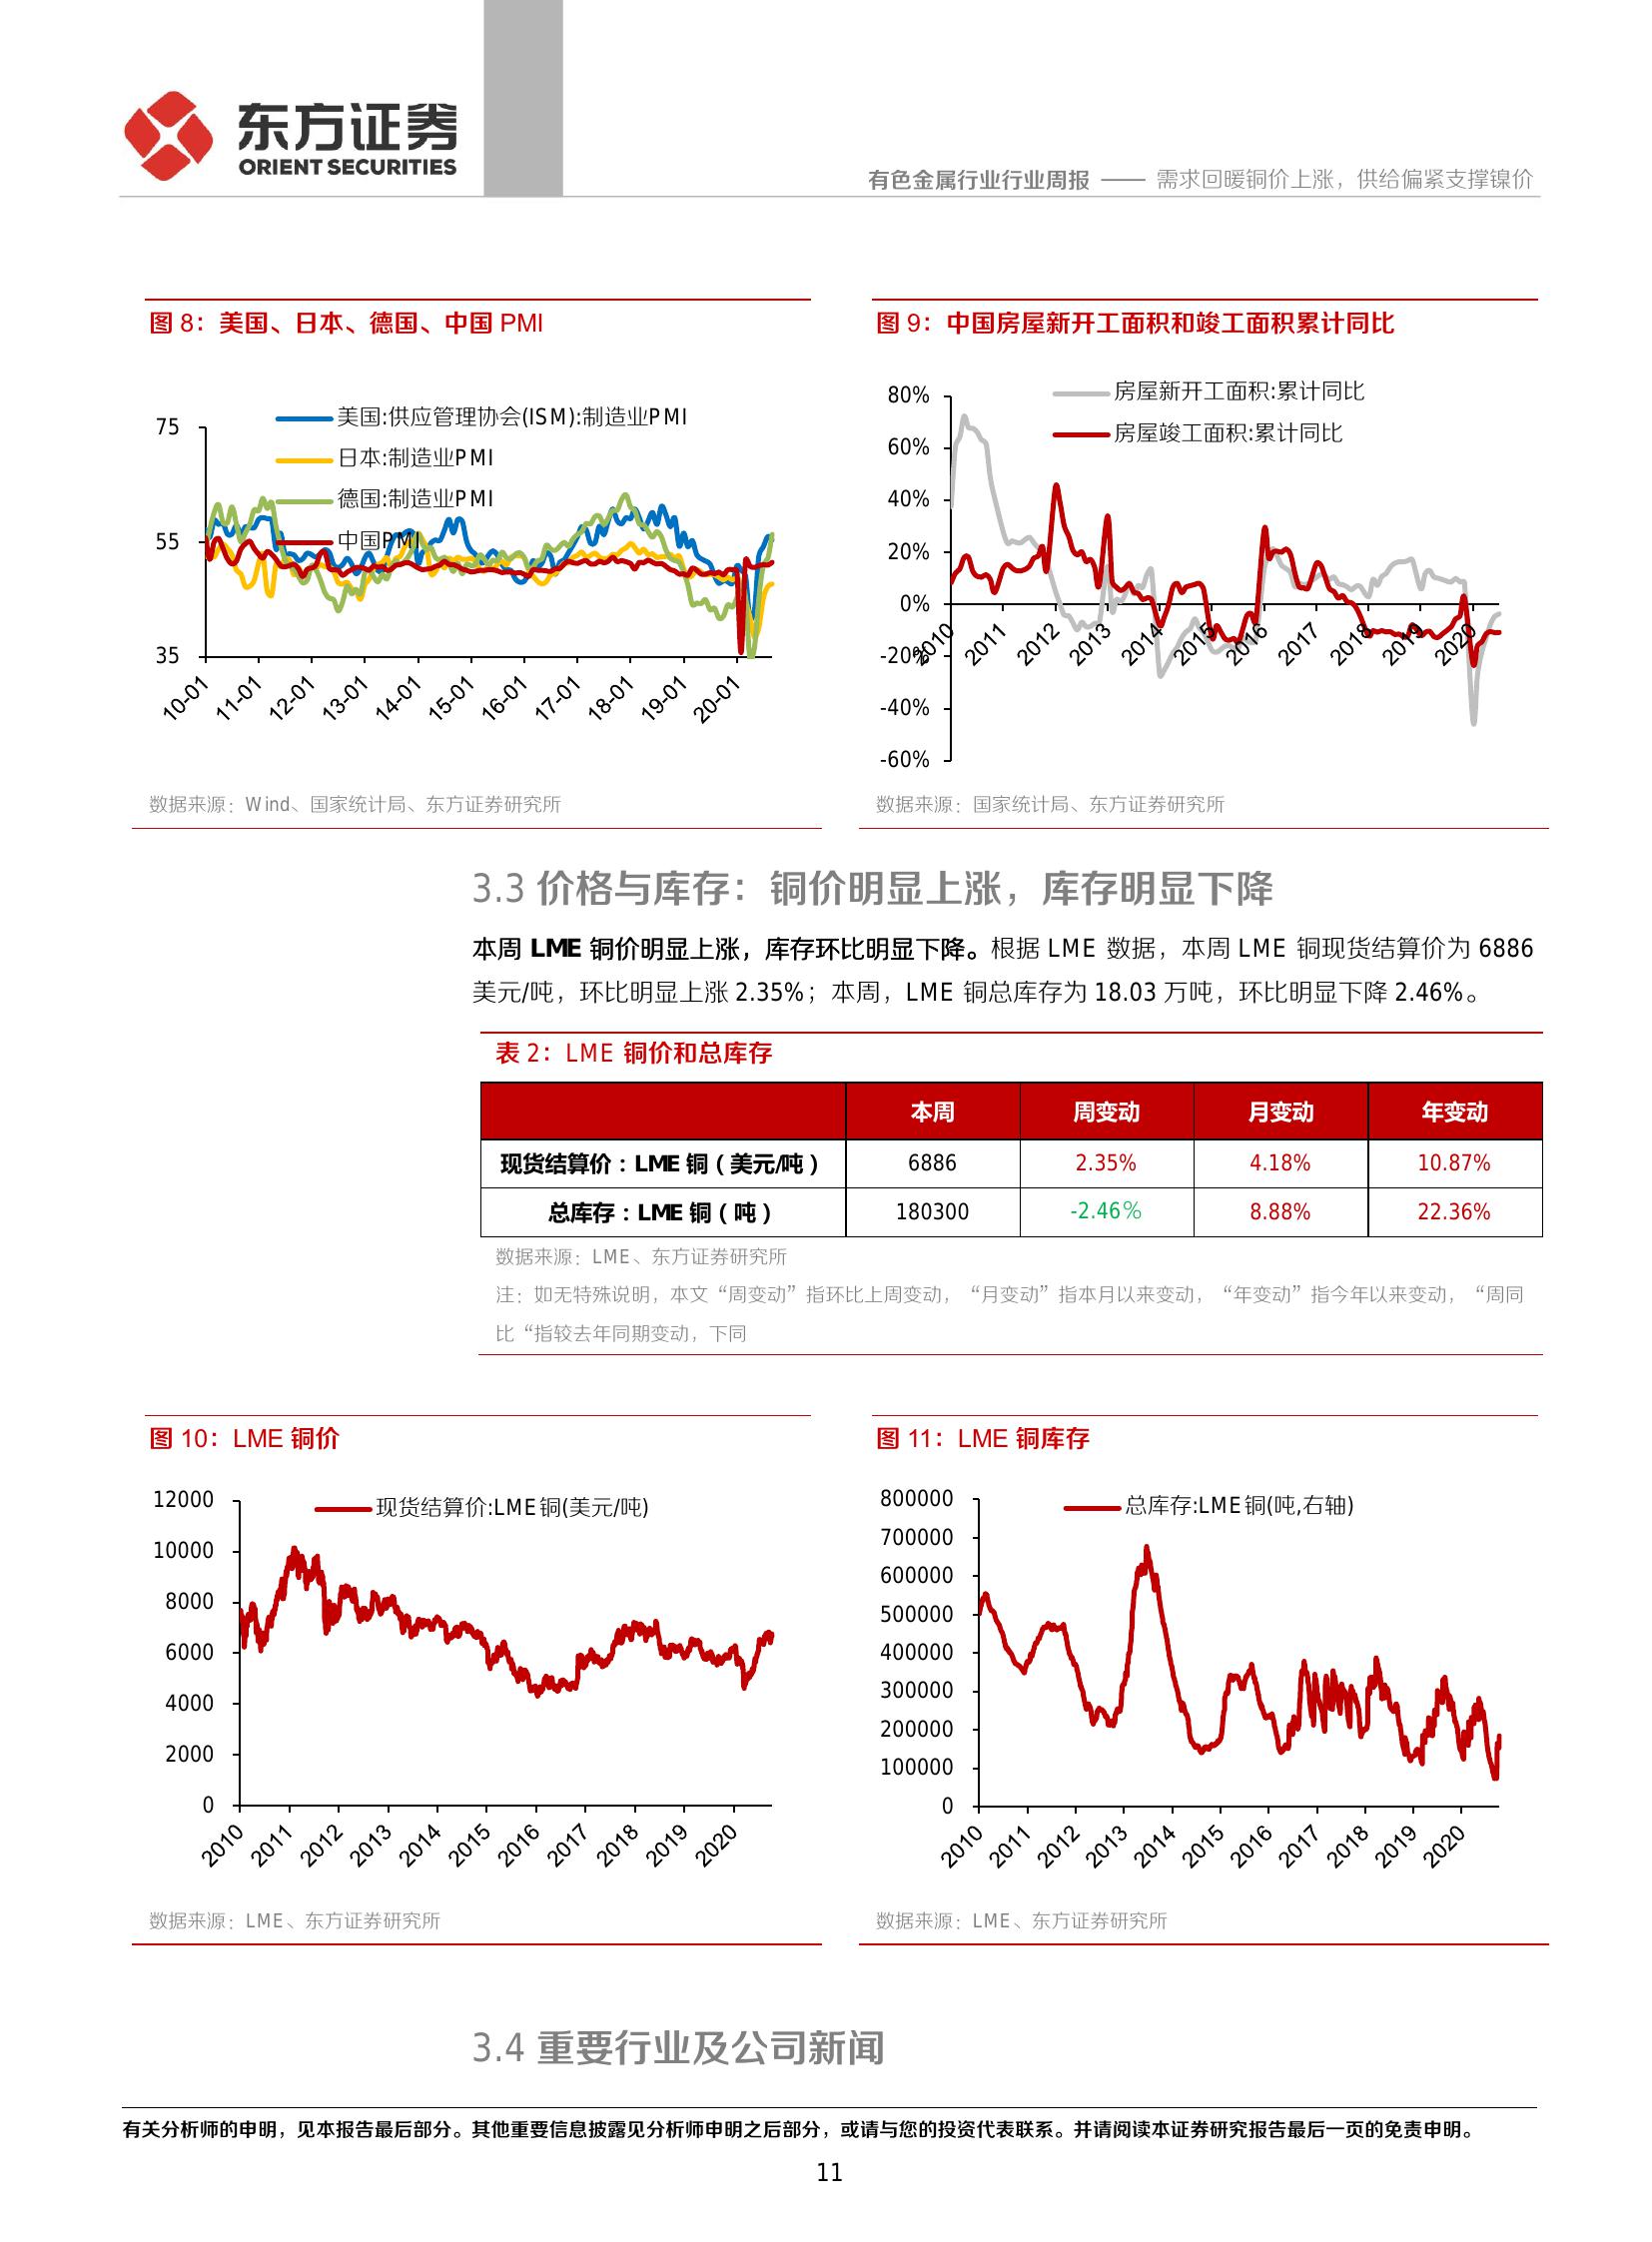 东方证券
ORIENT SECURITIES
有色金属行业行业周报 —— 需求回暖铜价上涨，供给偏紧支撑镍价
图 8：美国、日本、德国、中国 PMI
75
55
35
美国:供应管理协会(ISM):制造业PMI
日本:制造业PMI
德国:制造业PMI
中国PMI
10-01 11-01 12-01 13-01 14-01 15-01 16-01 17-01 18-01 19-01 20-01
数据来源：Wind、国家统计局、东方证券研究所
图 9：中国房屋新开工面积和竣工面积累计同比
80%
60%
40%
20%
0%
-20%
-40%
-60%
房屋新开工面积:累计同比
房屋竣工面积:累计同比
2010 2011 2012 2013 2014 2015 2016 2017 2018 2019 2020
数据来源：国家统计局、东方证券研究所
3.3 价格与库存：铜价明显上涨，库存明显下降
本周 LME 铜价明显上涨，库存环比明显下降。根据 LME 数据，本周 LME 铜现货结算价为 6886
美元/吨，环比明显上涨 2.35%；本周，LME 铜总库存为 18.03 万吨，环比明显下降 2.46%。
表 2：LME 铜价和总库存
本周 周变动 月变动 年变动
现货结算价：LME 铜（美元/吨） 6886 2.35% 4.18% 10.87%
总库存：LME 铜（吨） 180300 -2.46% 8.88% 22.36%
数据来源：LME、东方证券研究所
注：如无特殊说明，本文“周变动”指环比上周变动，“月变动”指本月以来变动，“年变动”指今年以来变动，“周同
比“指较去年同期变动，下同
图 10：LME 铜价
12000
10000
8000
6000
4000
2000
0
现货结算价:LME铜(美元/吨)
2010 2011 2012 2013 2014 2015 2016 2017 2018 2019 2020
数据来源：LME、东方证券研究所
图 11：LME 铜库存
800000
700000
600000
500000
400000
300000
200000
100000
0
总库存:LME铜(吨,右轴)
2010 2011 2012 2013 2014 2015 2016 2017 2018 2019 2020
数据来源：LME、东方证券研究所
3.4 重要行业及公司新闻
有关分析师的申明，见本报告最后部分。其他重要信息披露见分析师申明之后部分，或请与您的投资代表联系。并请阅读本证券研究报告最后一页的免责申明。
11